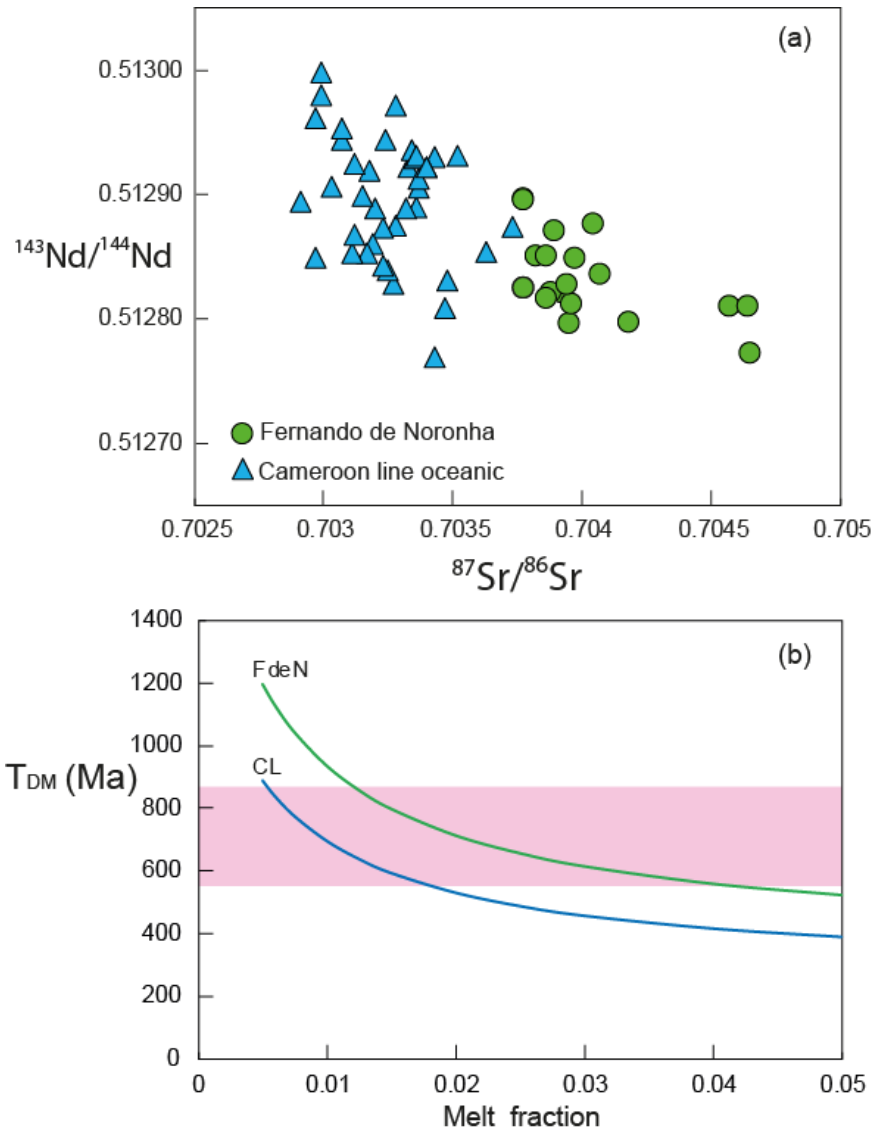 (a)
0.51300
0.51290
¹⁴³Nd/¹⁴⁴Nd
0.51280
Fernando de Noronha
0.51270
Cameroon line oceanic
0.7025 0.703 0.7035 0.704 0.7045 0.705
⁸⁷Sr/⁸⁶Sr
1400
(b)
FdeN
1200
1000
CL
TDM (Ma)
800
600
400
200
0
0 0.01 0.02 0.03 0.04 0.05
Melt fraction